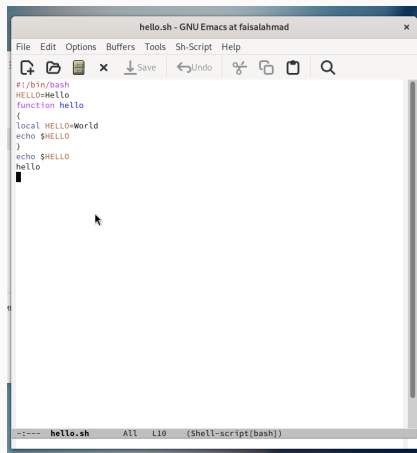 hello.sh - GNU Emacs at faisalahmad ×
File Edit Options Buffers Tools Sh-Script Help
Save Undo
#!/bin/bash
HELLO=Hello
function hello
{
local HELLO=World
echo $HELLO
}
echo $HELLO
hello
-:--- hello.sh All L10 (Shell-script[bash])